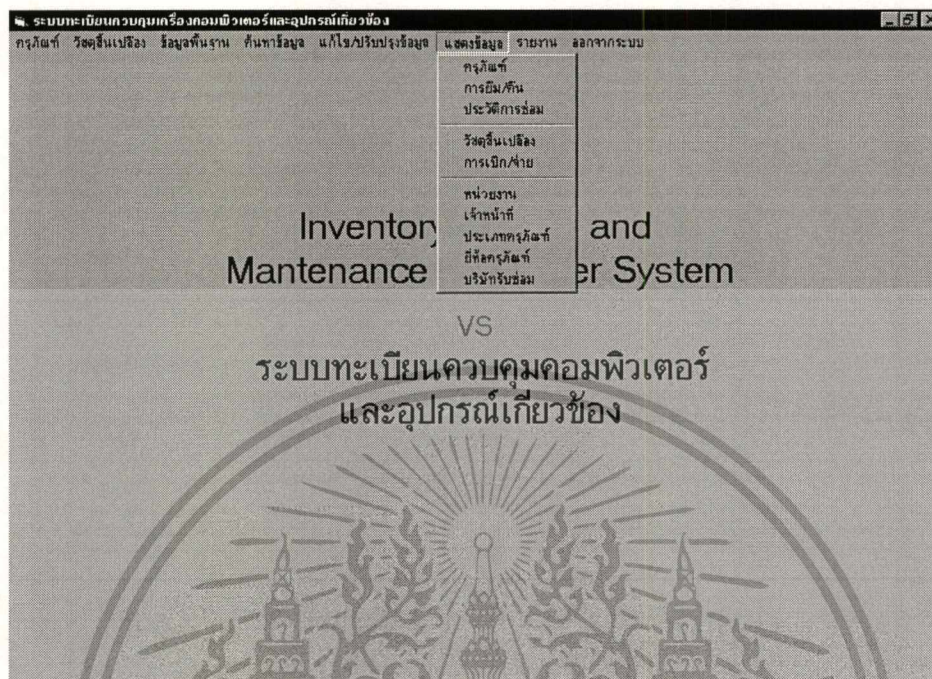 ระบบทะเบียนควบคุมเครื่องคอมพิวเตอร์และอุปกรณ์เกี่ยวข้อง
ครุภัณฑ์ วัสดุสิ้นเปลือง ข้อมูลพื้นฐาน ค้นหาข้อมูล แก้ไข/ปรับปรุงข้อมูล แสดงข้อมูล รายงาน ออกจากระบบ
ครุภัณฑ์
การยืม/คืน
ประวัติการซ่อม
วัสดุสิ้นเปลือง
การเบิก/จ่าย
หน่วยงาน
เจ้าหน้าที่
ประเภทครุภัณฑ์
ยี่ห้อครุภัณฑ์
บริษัทรับซ่อม
Inventory and
Mantenance er System
VS
ระบบทะเบียนควบคุมคอมพิวเตอร์
และอุปกรณ์เกี่ยวข้อง